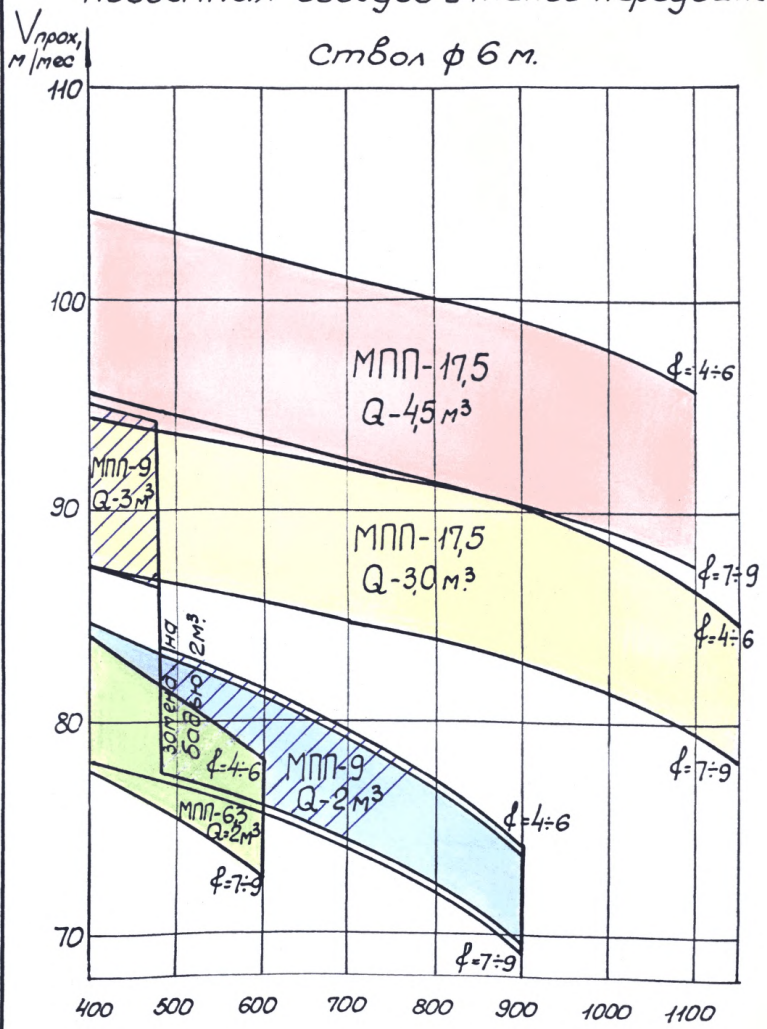 Vпрох,
м/мес
Ствол ф 6 м.
110
100
90
80
70
МПП-17,5
Q-4,5 м³
f=4÷6
МПП-9
Q-3м³
МПП-17,5
Q-3,0 м³.
f=7÷9
f=4÷6
f=7÷9
замена на
бадью 2м³.
f=4÷6
МПП-9
Q-2м³
МПП-6,3
Q=2м³
f=4÷6
f=7÷9
f=7÷9
400 500 600 700 800 900 1000 1100